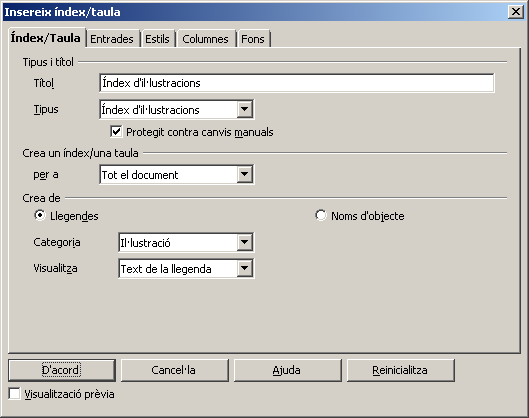 Insereix índex/taula
Índex/Taula Entrades Estils Columnes Fons
Tipus i títol
Títol Índex d'il·lustracions
Tipus Índex d'il·lustracions
Protegit contra canvis manuals
Crea un índex/una taula
per a Tot el document
Crea de
Llegendes Noms d'objecte
Categoria Il·lustració
Visualitza Text de la llegenda
D'acord Cancel·la Ajuda Reinicialitza
Visualització prèvia